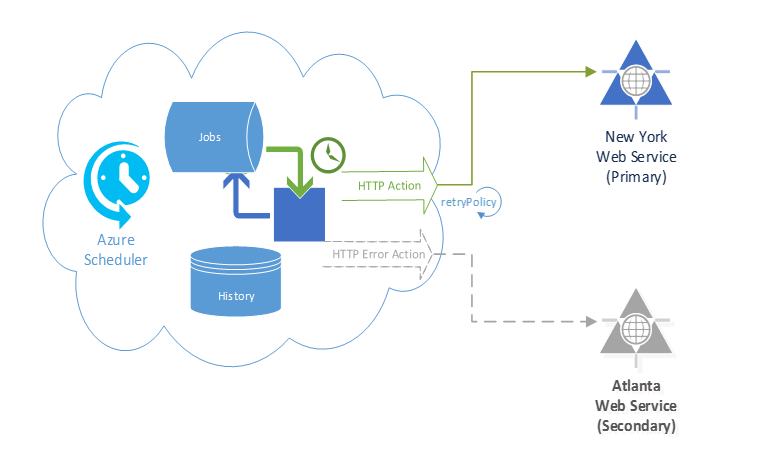 Jobs
HTTP Action
retryPolicy
Azure
Scheduler
HTTP Error Action
History
New York
Web Service
(Primary)
Atlanta
Web Service
(Secondary)